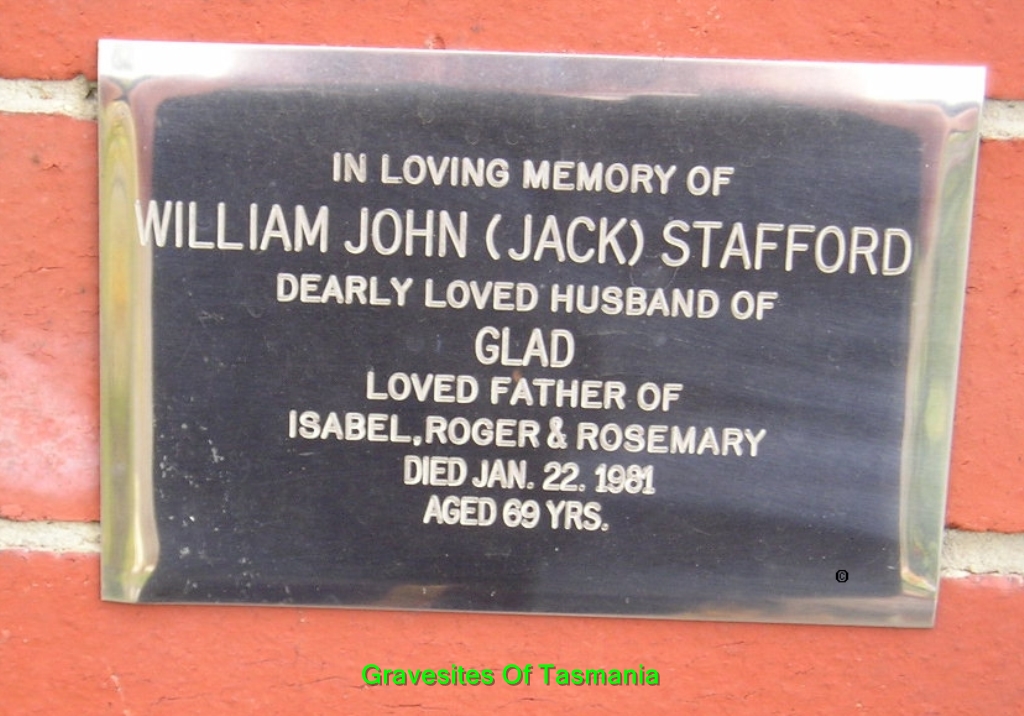 IN LOVING MEMORY OF
WILLIAM JOHN (JACK) STAFFORD
DEARLY LOVED HUSBAND OF
GLAD
LOVED FATHER OF
ISABEL, ROGER & ROSEMARY
DIED JAN. 22. 1981
AGED 69 YRS.
©
Gravesites Of Tasmania